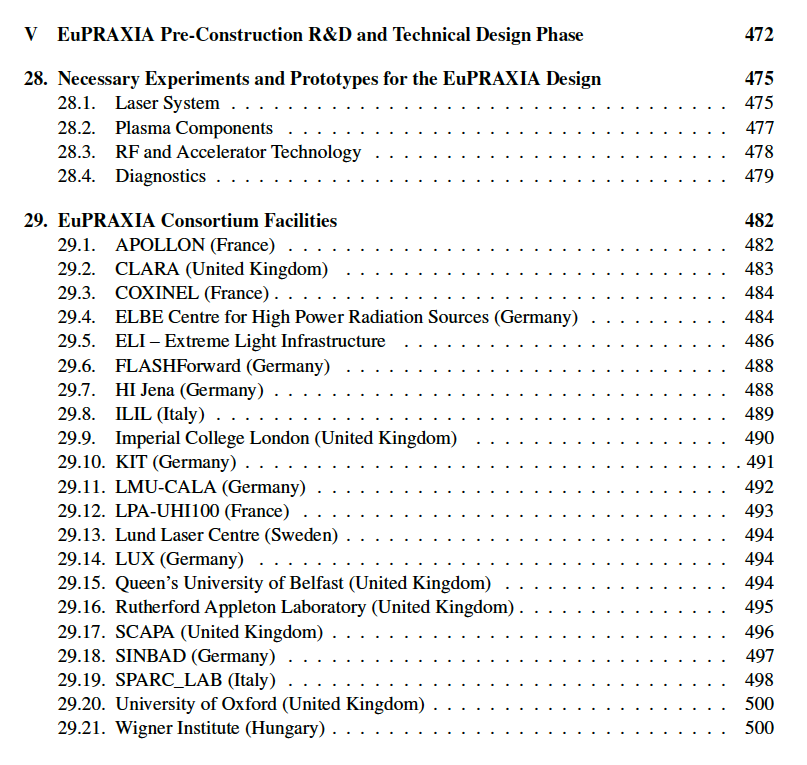 V EuPRAXIA Pre-Construction R&D and Technical Design Phase 472
28. Necessary Experiments and Prototypes for the EuPRAXIA Design 475
28.1. Laser System . . . . . . . . . . . . . . . . . . . . . . . . . . . . . . . . . . . 475
28.2. Plasma Components . . . . . . . . . . . . . . . . . . . . . . . . . . . . . . . 477
28.3. RF and Accelerator Technology . . . . . . . . . . . . . . . . . . . . . . . . . 478
28.4. Diagnostics . . . . . . . . . . . . . . . . . . . . . . . . . . . . . . . . . . . . 479
29. EuPRAXIA Consortium Facilities 482
29.1. APOLLON (France) . . . . . . . . . . . . . . . . . . . . . . . . . . . . . . . 482
29.2. CLARA (United Kingdom) . . . . . . . . . . . . . . . . . . . . . . . . . . . 483
29.3. COXINEL (France) . . . . . . . . . . . . . . . . . . . . . . . . . . . . . . . . 484
29.4. ELBE Centre for High Power Radiation Sources (Germany) . . . . . . . . . . 484
29.5. ELI – Extreme Light Infrastructure . . . . . . . . . . . . . . . . . . . . . . . 486
29.6. FLASHForward (Germany) . . . . . . . . . . . . . . . . . . . . . . . . . . . 488
29.7. HI Jena (Germany) . . . . . . . . . . . . . . . . . . . . . . . . . . . . . . . . 488
29.8. ILIL (Italy) . . . . . . . . . . . . . . . . . . . . . . . . . . . . . . . . . . . . 489
29.9. Imperial College London (United Kingdom) . . . . . . . . . . . . . . . . . . 490
29.10. KIT (Germany) . . . . . . . . . . . . . . . . . . . . . . . . . . . . . . . . . . . 491
29.11. LMU-CALA (Germany) . . . . . . . . . . . . . . . . . . . . . . . . . . . . . 492
29.12. LPA-UHI100 (France) . . . . . . . . . . . . . . . . . . . . . . . . . . . . . . 493
29.13. Lund Laser Centre (Sweden) . . . . . . . . . . . . . . . . . . . . . . . . . . . 494
29.14. LUX (Germany) . . . . . . . . . . . . . . . . . . . . . . . . . . . . . . . . . 494
29.15. Queen's University of Belfast (United Kingdom) . . . . . . . . . . . . . . . . 494
29.16. Rutherford Appleton Laboratory (United Kingdom) . . . . . . . . . . . . . . . 495
29.17. SCAPA (United Kingdom) . . . . . . . . . . . . . . . . . . . . . . . . . . . . 496
29.18. SINBAD (Germany) . . . . . . . . . . . . . . . . . . . . . . . . . . . . . . . 497
29.19. SPARC_LAB (Italy) . . . . . . . . . . . . . . . . . . . . . . . . . . . . . . . 498
29.20. University of Oxford (United Kingdom) . . . . . . . . . . . . . . . . . . . . . 500
29.21. Wigner Institute (Hungary) . . . . . . . . . . . . . . . . . . . . . . . . . . . . 500